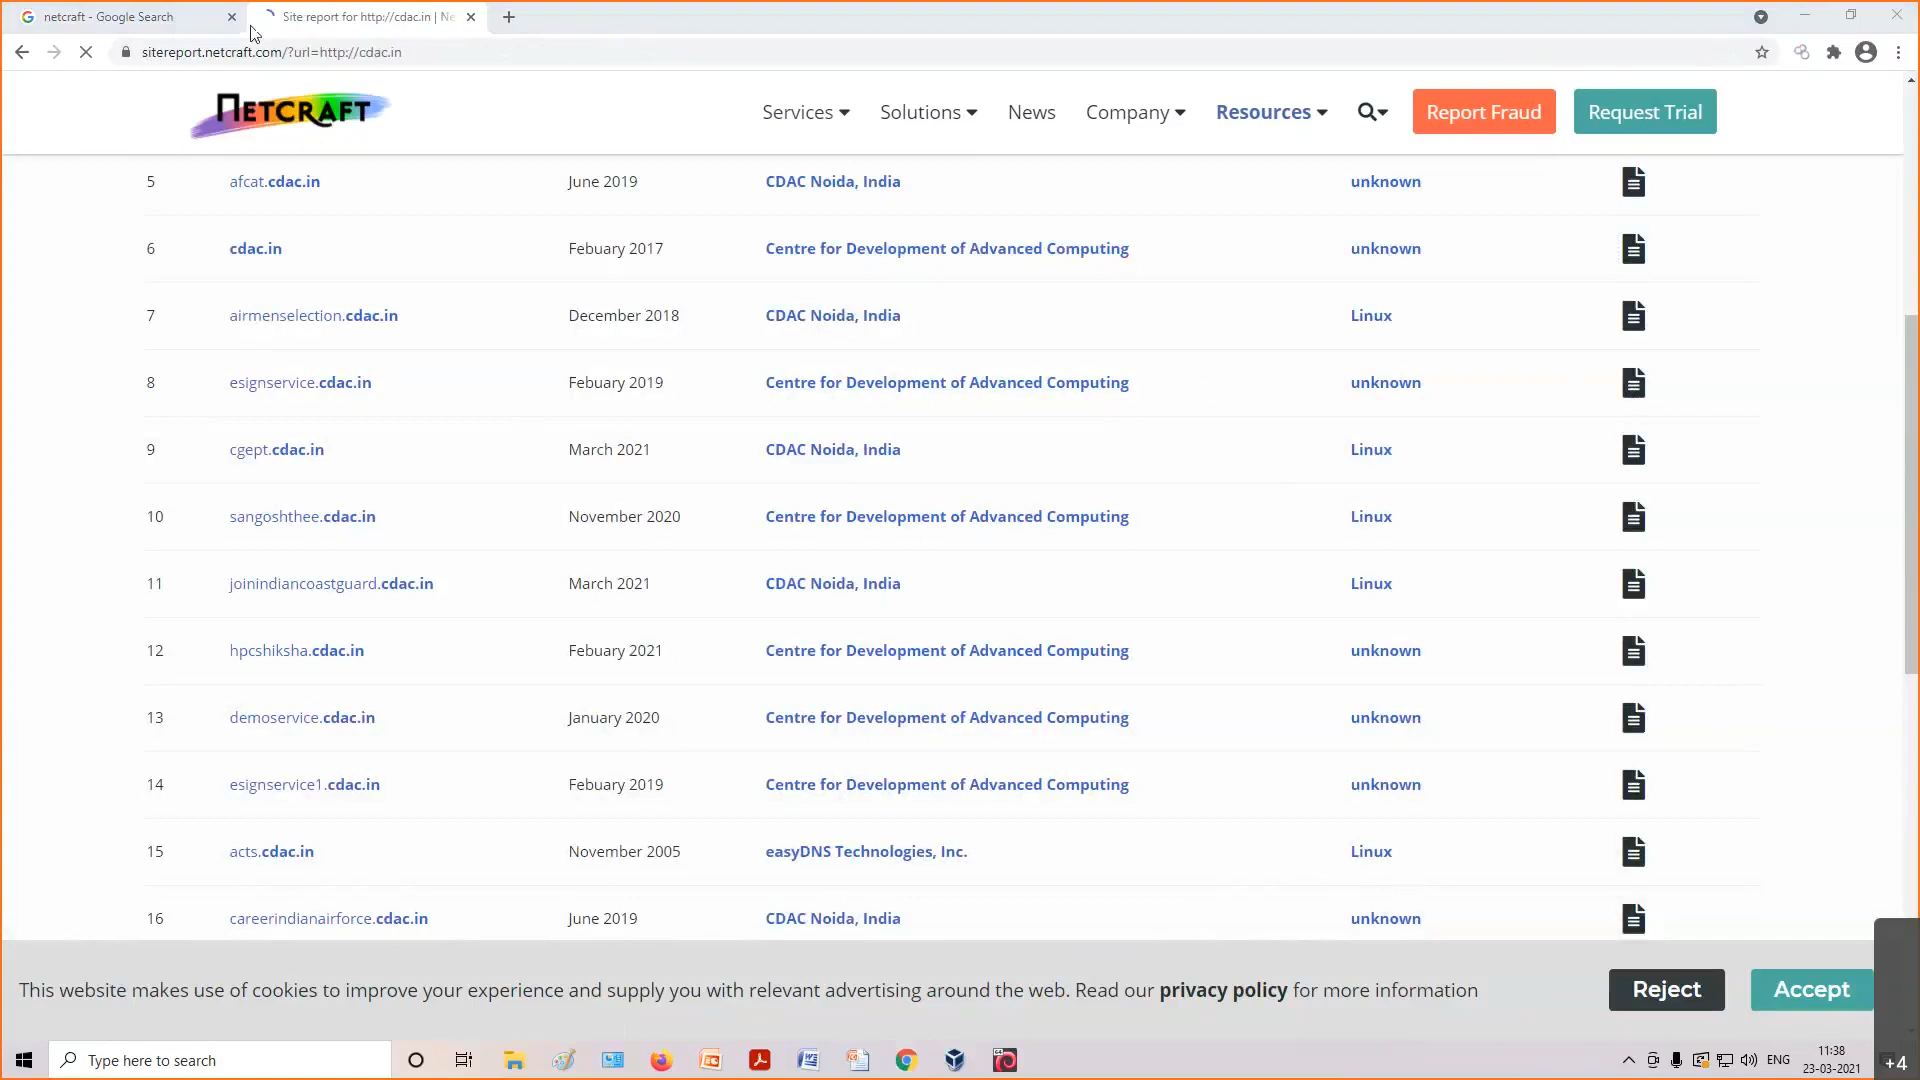 netcraft - Google Search
Site report for http://cdac.in | Ne
sitereport.netcraft.com/?url=http://cdac.in
NETCRAFT
Services
Solutions
News
Company
Resources
Report Fraud
Request Trial
5 afcat.cdac.in June 2019 CDAC Noida, India unknown
6 cdac.in Febuary 2017 Centre for Development of Advanced Computing unknown
7 airmenselection.cdac.in December 2018 CDAC Noida, India Linux
8 esignservice.cdac.in Febuary 2019 Centre for Development of Advanced Computing unknown
9 cgept.cdac.in March 2021 CDAC Noida, India Linux
10 sangoshthee.cdac.in November 2020 Centre for Development of Advanced Computing Linux
11 joinindiancoastguard.cdac.in March 2021 CDAC Noida, India Linux
12 hpcshiksha.cdac.in Febuary 2021 Centre for Development of Advanced Computing unknown
13 demoservice.cdac.in January 2020 Centre for Development of Advanced Computing unknown
14 esignservice1.cdac.in Febuary 2019 Centre for Development of Advanced Computing unknown
15 acts.cdac.in November 2005 easyDNS Technologies, Inc. Linux
16 careerindianairforce.cdac.in June 2019 CDAC Noida, India unknown
This website makes use of cookies to improve your experience and supply you with relevant advertising around the web. Read our privacy policy for more information
Reject
Accept
Type here to search
ENG
11:38
23-03-2021
+4